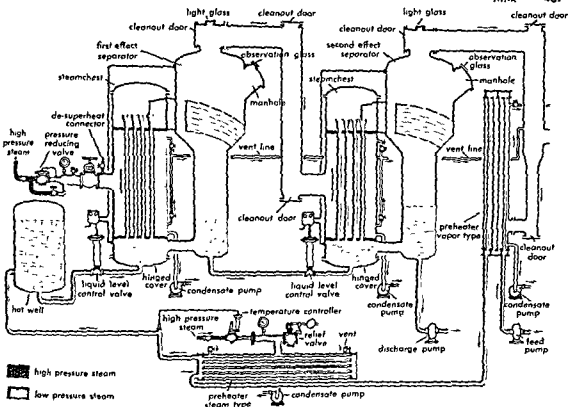 light glass
cleanout door
cleanout door
first effect
separator
observation glass
steamchest
manhole
de-superheat
connector
pressure
reducing
valve
high
pressure
steam
vent line
cleanout door
liquid level
control valve
hinged
cover
condensate pump
hot well
light glass
cleanout door
cleanout door
second effect
separator
observation
glass
steamchest
manhole
vent line
preheater
vapor type
liquid level
control valve
hinged
cover
condensate
pump
cleanout
door
condensate
pump
discharge pump
feed
pump
high pressure
steam
temperature controller
relief
valve
vent
preheater
steam type
condensate pump
high pressure steam
low pressure steam